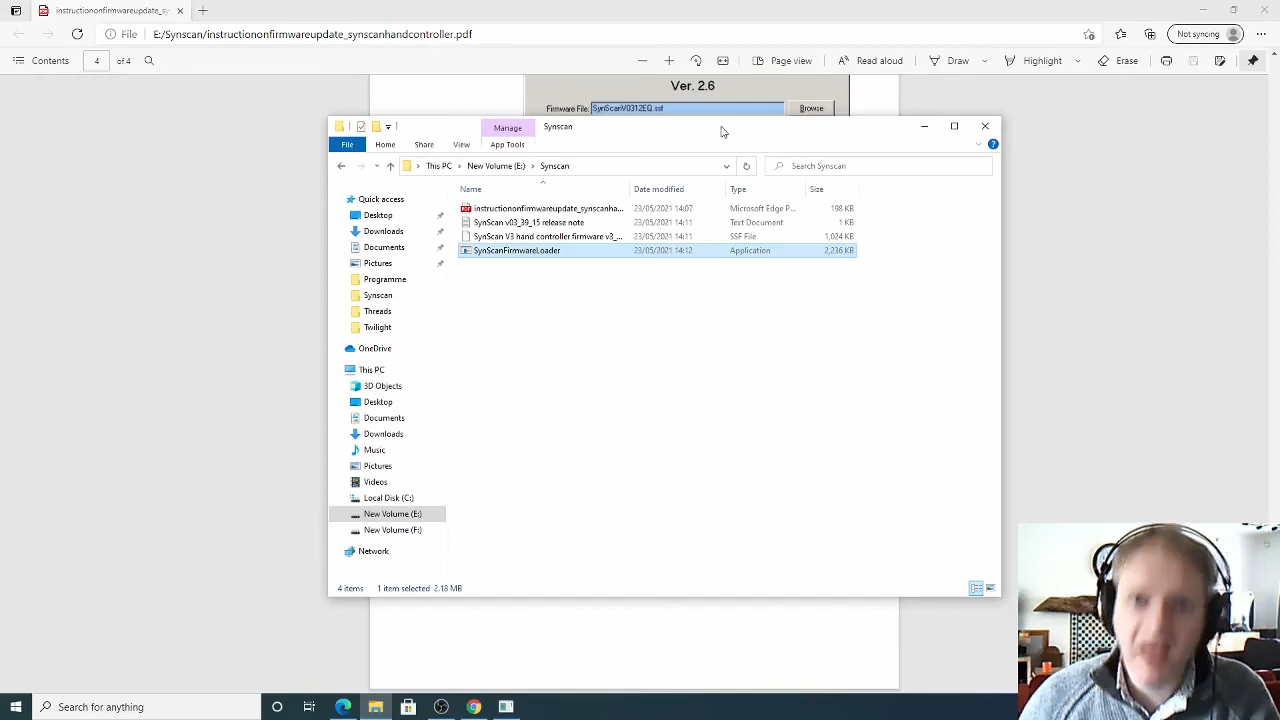 instructiononfirmwareupdate_sy
File
E:/Synscan/instructiononfirmwareupdate_synscanhandcontroller.pdf
Not syncing
Contents
4
of 4
Page view
Read aloud
Draw
Highlight
Erase
Ver. 2.6
Firmware File:
SynScanV0312EQ.ssf
Browse
Manage
Synscan
File
Home
Share
View
App Tools
This PC
New Volume (E:)
Synscan
Search Synscan
Name
Date modified
Type
Size
instructiononfirmwareupdate_synscanha... 23/05/2021 14:07 Microsoft Edge P... 198 KB
SynScan v03_39_15 release note 23/05/2021 14:11 Text Document 1 KB
SynScan V3 hand controller firmware v3_... 23/05/2021 14:11 SSF File 1,024 KB
SynScanFirmwareLoader 23/05/2021 14:12 Application 2,236 KB
Quick access
Desktop
Downloads
Documents
Pictures
Programme
Synscan
Threads
Twilight
OneDrive
This PC
3D Objects
Desktop
Documents
Downloads
Music
Pictures
Videos
Local Disk (C:)
New Volume (E:)
New Volume (F:)
Network
4 items
1 item selected 2.18 MB
Search for anything